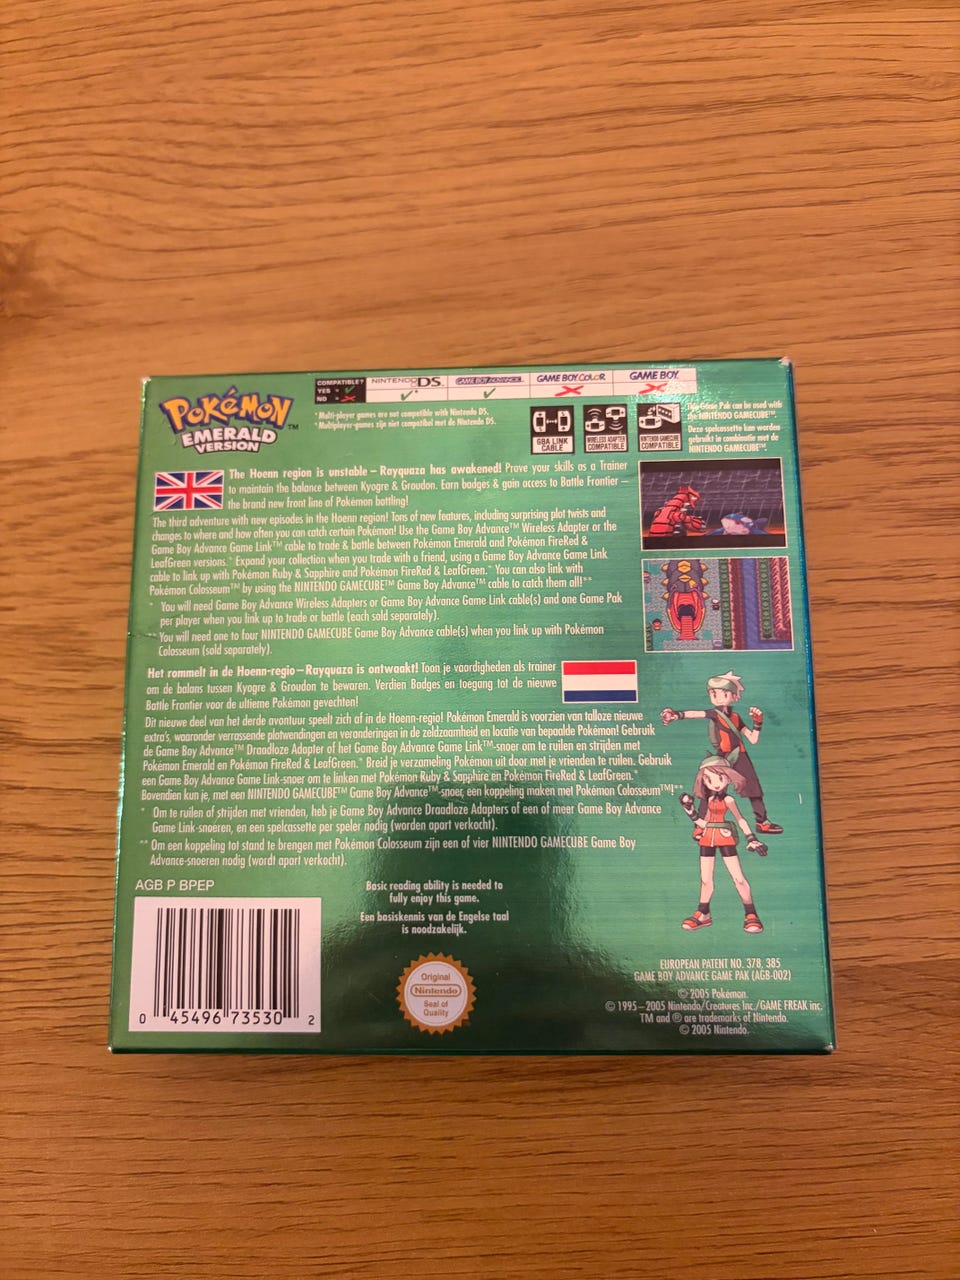 COMPATIBLE?
YES = ✓
NO = ✗
NINTENDO DS
GAME BOY ADVANCE
GAME BOY COLOR
GAME BOY
*Multi-player games are not compatible with Nintendo DS.
*Multiplayer-games zijn niet compatibel met de Nintendo DS.
GBA LINK
CABLE
WIRELESS ADAPTER
COMPATIBLE
NINTENDO GAMECUBE
COMPATIBLE
This Game Pak can be used with
the NINTENDO GAMECUBE™.
Deze spelcassette kan worden
gebruikt in combinatie met de
NINTENDO GAMECUBE™.
POKéMON™
EMERALD
VERSION
The Hoenn region is unstable – Rayquaza has awakened! Prove your skills as a Trainer
to maintain the balance between Kyogre & Groudon. Earn badges & gain access to Battle Frontier –
the brand new front line of Pokémon battling!
The third adventure with new episodes in the Hoenn region! Tons of new features, including surprising plot twists and
changes to where and how often you can catch certain Pokémon! Use the Game Boy Advance™ Wireless Adapter or the
Game Boy Advance Game Link™ cable to trade & battle between Pokémon Emerald and Pokémon FireRed &
LeafGreen versions.* Expand your collection when you trade with a friend, using a Game Boy Advance Game Link
cable to link up with Pokémon Ruby & Sapphire and Pokémon FireRed & LeafGreen.* You can also link with
Pokémon Colosseum™ by using the NINTENDO GAMECUBE™ Game Boy Advance™ cable to catch them all!**
* You will need Game Boy Advance Wireless Adapters or Game Boy Advance Game Link cable(s) and one Game Pak
per player when you link up to trade or battle (each sold separately).
You will need one to four NINTENDO GAMECUBE Game Boy Advance cable(s) when you link up with Pokémon
Colosseum (sold separately).
Het rommelt in de Hoenn-regio – Rayquaza is ontwaakt! Toon je vaardigheden als trainer
om de balans tussen Kyogre & Groudon te bewaren. Verdien Badges en toegang tot de nieuwe
Battle Frontier voor de ultieme Pokémon gevechten!
Dit nieuwe deel van het derde avontuur speelt zich af in de Hoenn-regio! Pokémon Emerald is voorzien van talloze nieuwe
extra's, waaronder verrassende plotwendingen en veranderingen in de zeldzaamheid en locatie van bepaalde Pokémon! Gebruik
de Game Boy Advance™ Draadloze Adapter of het Game Boy Advance Game Link™-snoer om te ruilen en strijden met
Pokémon Emerald en Pokémon FireRed & LeafGreen.* Breid je verzameling Pokémon uit door met je vrienden te ruilen. Gebruik
een Game Boy Advance Game Link-snoer om te linken met Pokémon Ruby & Sapphire en Pokémon FireRed & LeafGreen.*
Bovendien kun je, met een NINTENDO GAMECUBE™ Game Boy Advance™-snoer, een koppeling maken met Pokémon Colosseum™!**
* Om te ruilen of strijden met vrienden, heb je Game Boy Advance Draadloze Adapters of een of meer Game Boy Advance
Game Link-snoeren, en een spelcassette per speler nodig (worden apart verkocht).
** Om een koppeling tot stand te brengen met Pokémon Colosseum zijn een of vier NINTENDO GAMECUBE Game Boy
Advance-snoeren nodig (wordt apart verkocht).
AGB P BPEP
Basic reading ability is needed to
fully enjoy this game.
Een basiskennis van de Engelse taal
is noodzakelijk.
0 45496 73530 2
Original
Nintendo
Seal of
Quality
EUROPEAN PATENT NO. 378, 385
GAME BOY ADVANCE GAME PAK (AGB-002)
© 2005 Pokémon.
© 1995–2005 Nintendo/Creatures Inc./GAME FREAK inc.
TM and ® are trademarks of Nintendo.
© 2005 Nintendo.